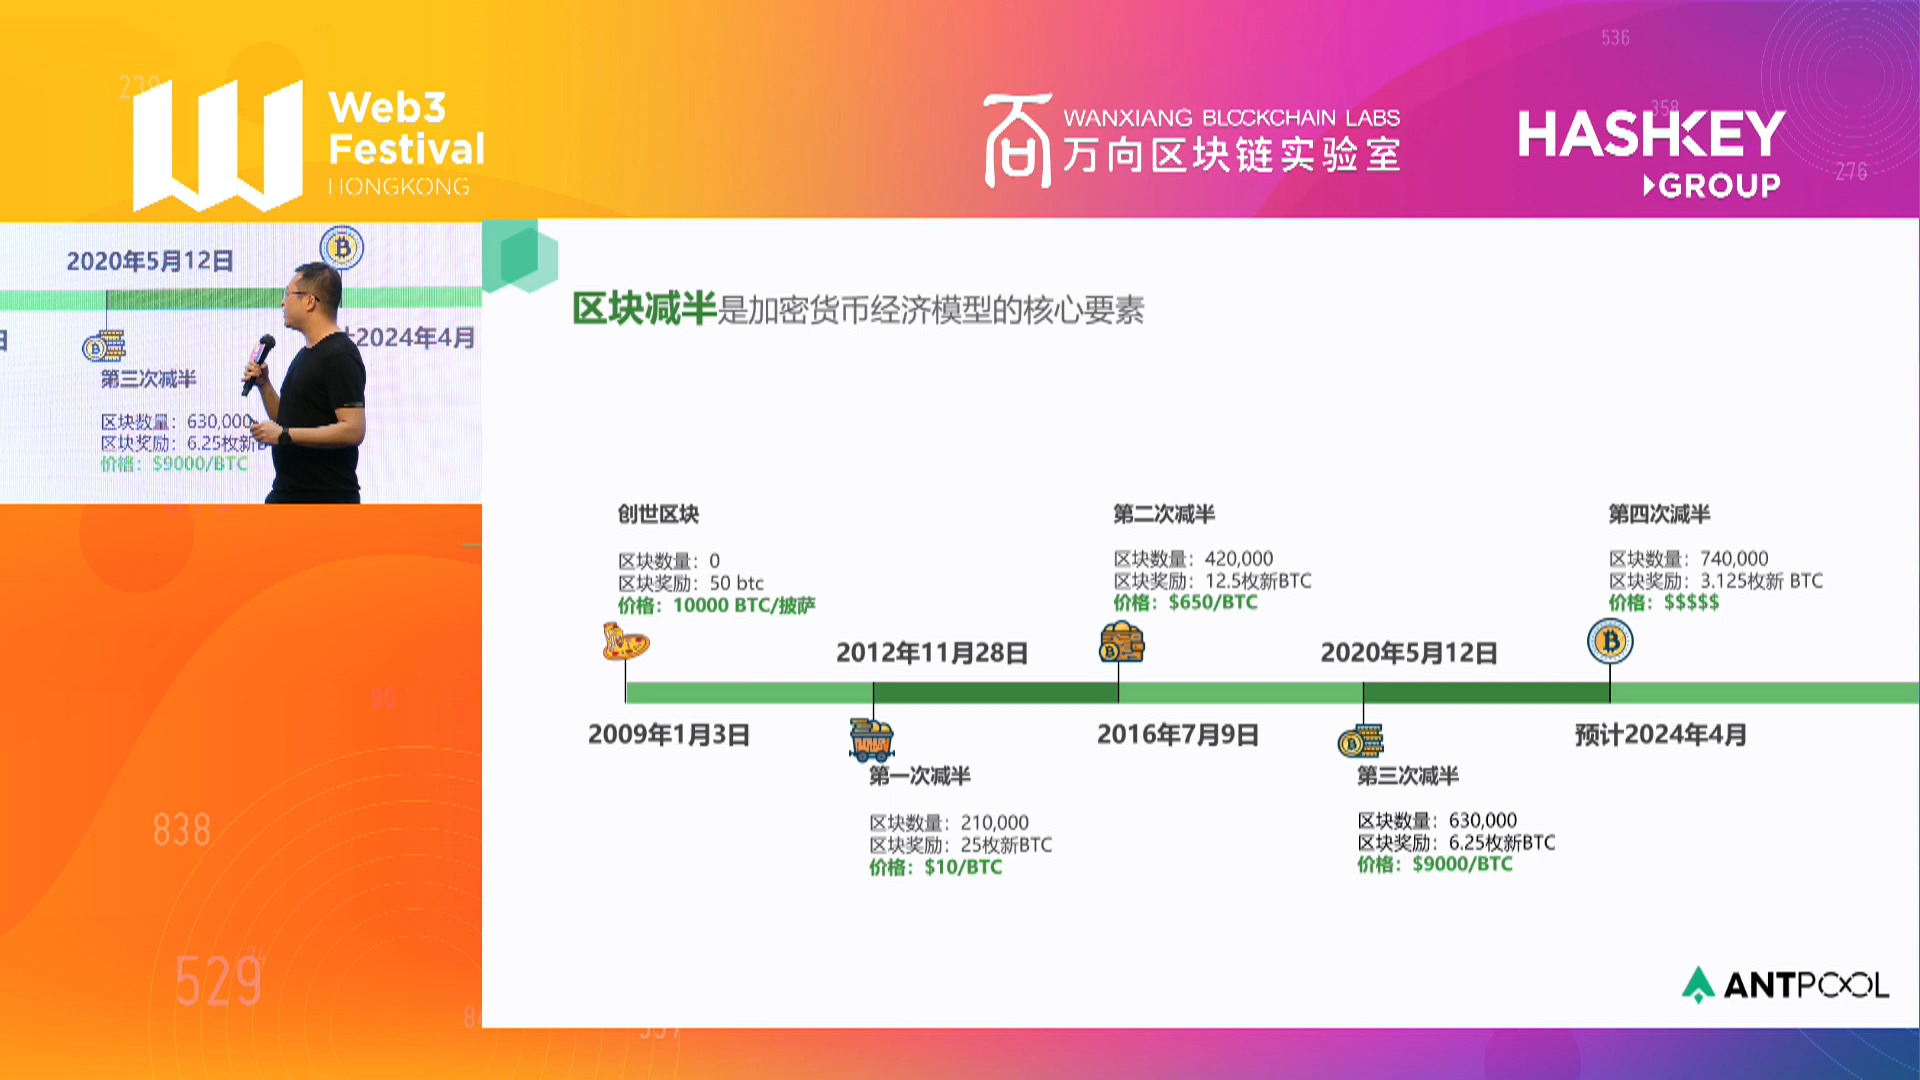 Web3
Festival
HONGKONG
WANXIANG BLOCKCHAIN LABS
万向区块链实验室
HASHKEY
GROUP
536
239
358
276
2020年5月12日
2024年4月
第三次减半
区块数量：630,000
区块奖励：6.25枚新B
价格：$9000/BTC
区块减半是加密货币经济模型的核心要素
创世区块
区块数量：0
区块奖励：50 btc
价格：10000 BTC/披萨
2009年1月3日
2012年11月28日
第一次减半
区块数量：210,000
区块奖励：25枚新BTC
价格：$10/BTC
第二次减半
区块数量：420,000
区块奖励：12.5枚新BTC
价格：$650/BTC
2016年7月9日
2020年5月12日
第三次减半
区块数量：630,000
区块奖励：6.25枚新BTC
价格：$9000/BTC
第四次减半
区块数量：740,000
区块奖励：3.125枚新 BTC
价格：$$$$$
预计2024年4月
90
838
529
ANTPOOL